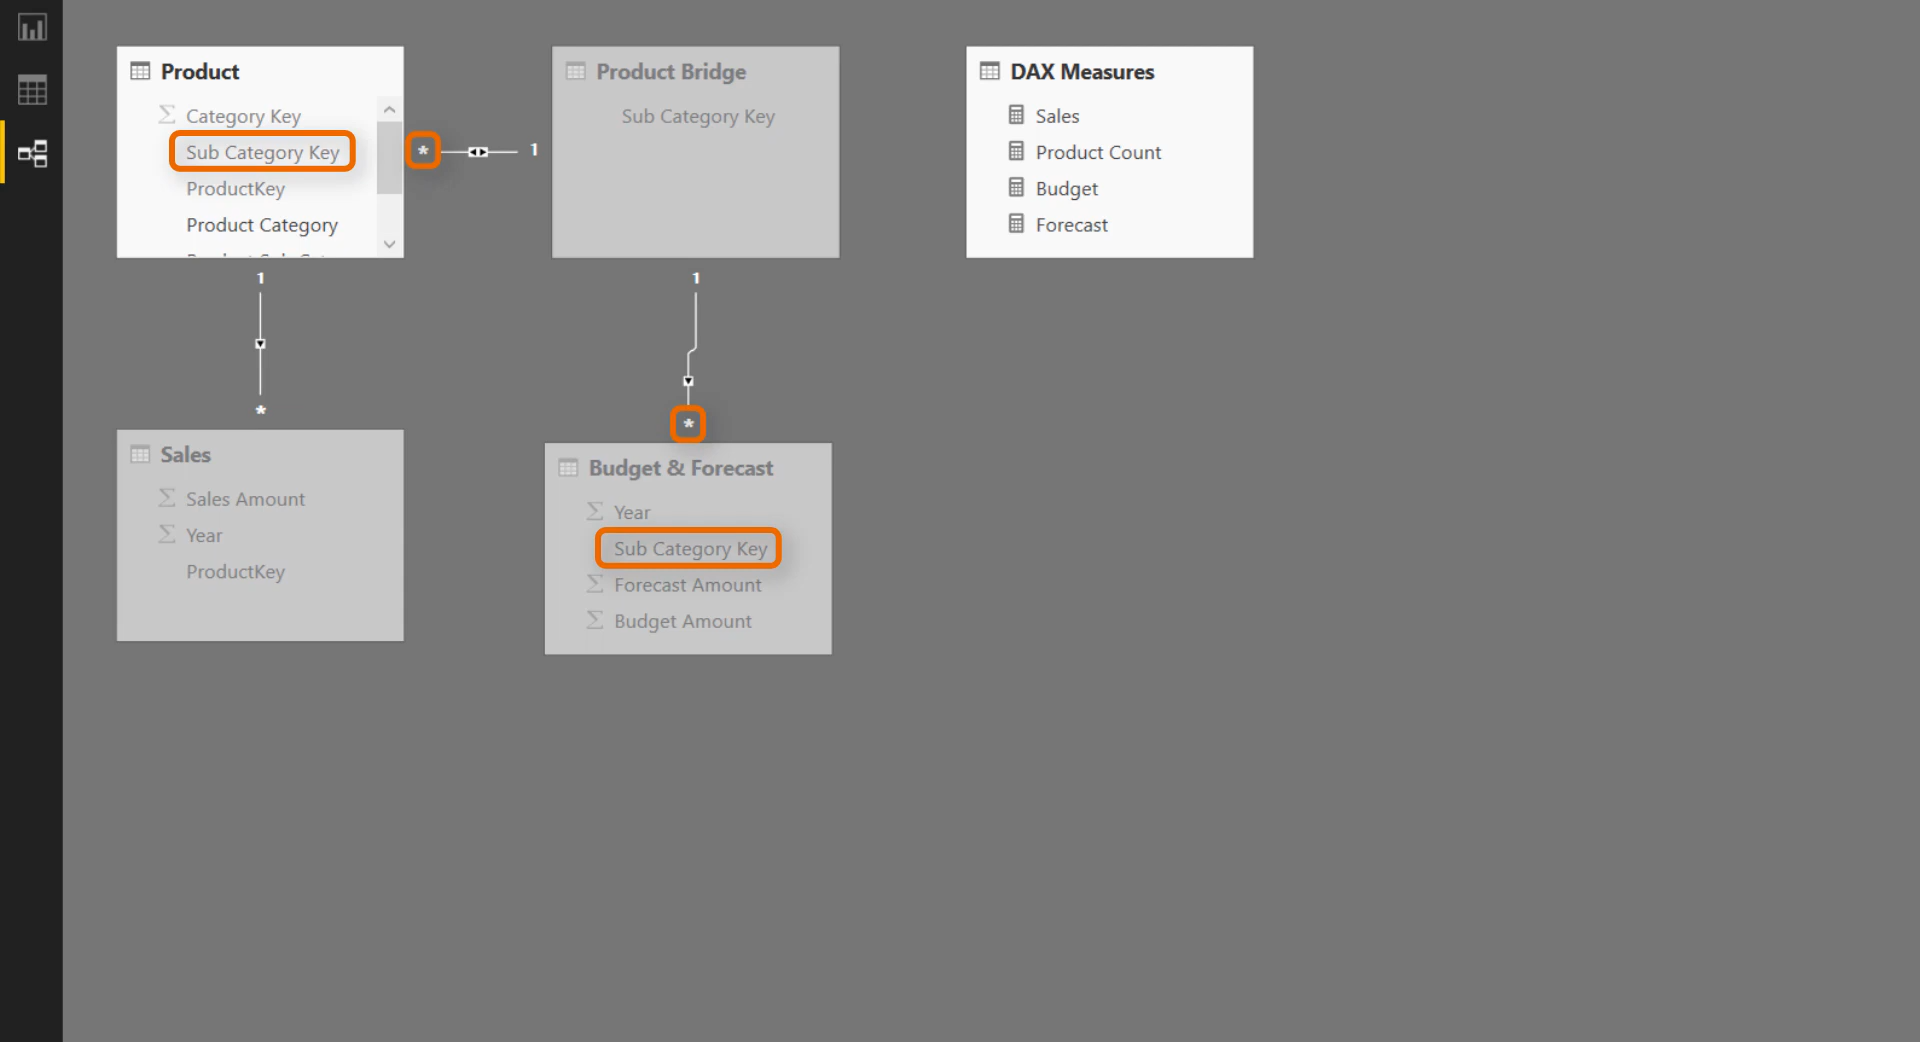 Product
Category Key
Sub Category Key
ProductKey
Product Category
*
1
Product Bridge
Sub Category Key
DAX Measures
Sales
Product Count
Budget
Forecast
1
*
1
*
Sales
Sales Amount
Year
ProductKey
Budget & Forecast
Year
Sub Category Key
Forecast Amount
Budget Amount